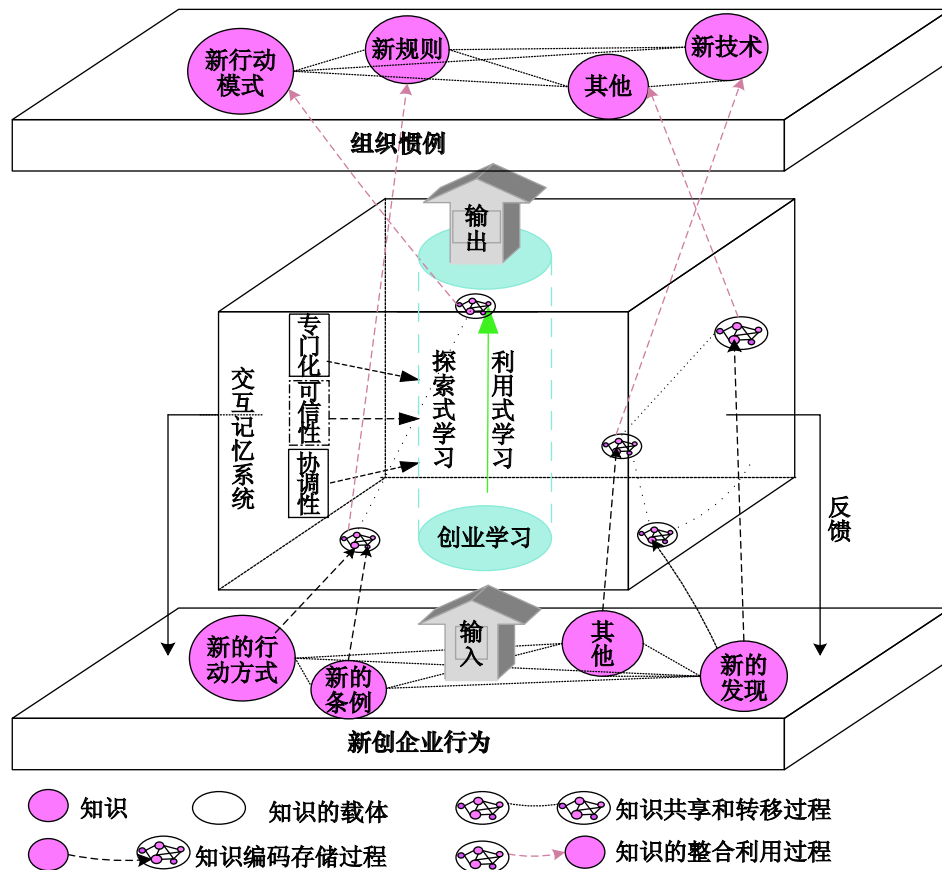 新行动
模式
新规则
其他
新技术
组织惯例
输
出
专
门
化
可
信
性
协
调
性
交
互
记
忆
系
统
探
索
式
学
习
利
用
式
学
习
创业学习
反
馈
新的行
动方式
新的
条例
输
入
其
他
新的
发现
新创企业行为
知识
知识的载体
知识共享和转移过程
知识编码存储过程
知识的整合利用过程